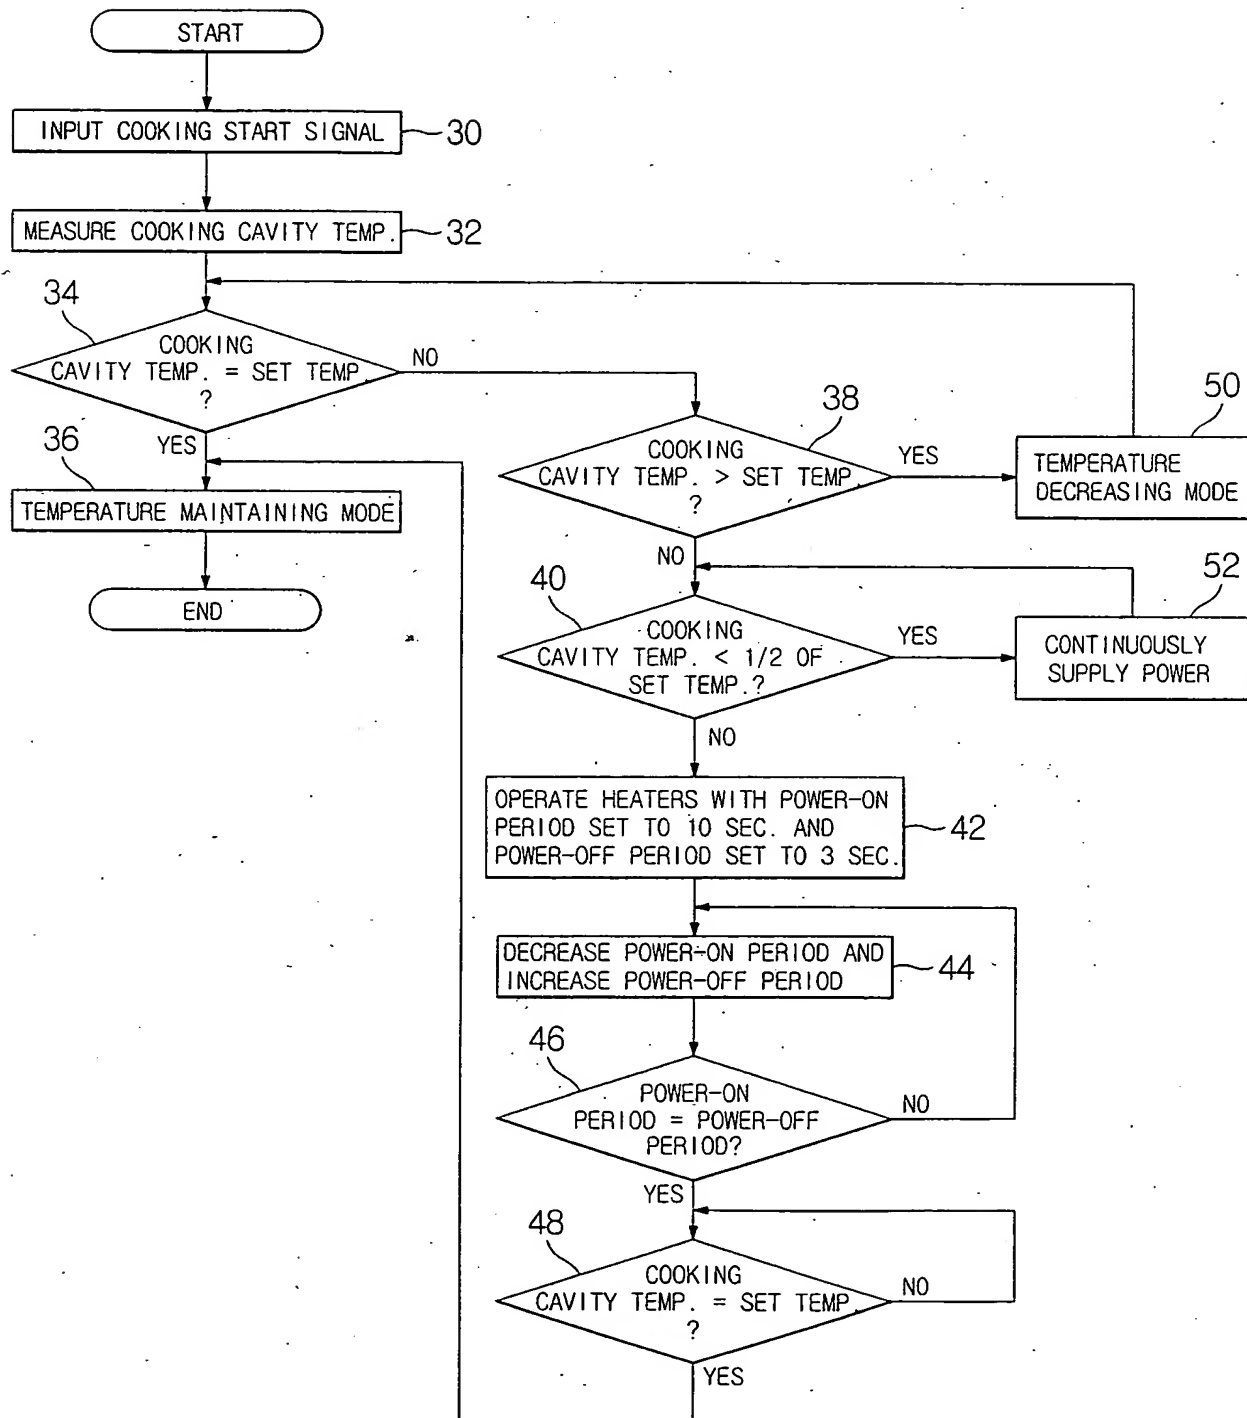 START
INPUT COOKING START SIGNAL
30
MEASURE COOKING CAVITY TEMP.
32
34
COOKING
CAVITY TEMP. = SET TEMP
?
NO
YES
36
TEMPERATURE MAINTAINING MODE
END
38
COOKING
CAVITY TEMP. > SET TEMP
?
YES
NO
50
TEMPERATURE
DECREASING MODE
40
COOKING
CAVITY TEMP. < 1/2 OF
SET TEMP.?
YES
NO
52
CONTINUOUSLY
SUPPLY POWER
OPERATE HEATERS WITH POWER-ON
PERIOD SET TO 10 SEC. AND
POWER-OFF PERIOD SET TO 3 SEC.
42
DECREASE POWER-ON PERIOD AND
INCREASE POWER-OFF PERIOD
44
46
POWER-ON
PERIOD = POWER-OFF
PERIOD?
NO
YES
48
COOKING
CAVITY TEMP. = SET TEMP
?
NO
YES